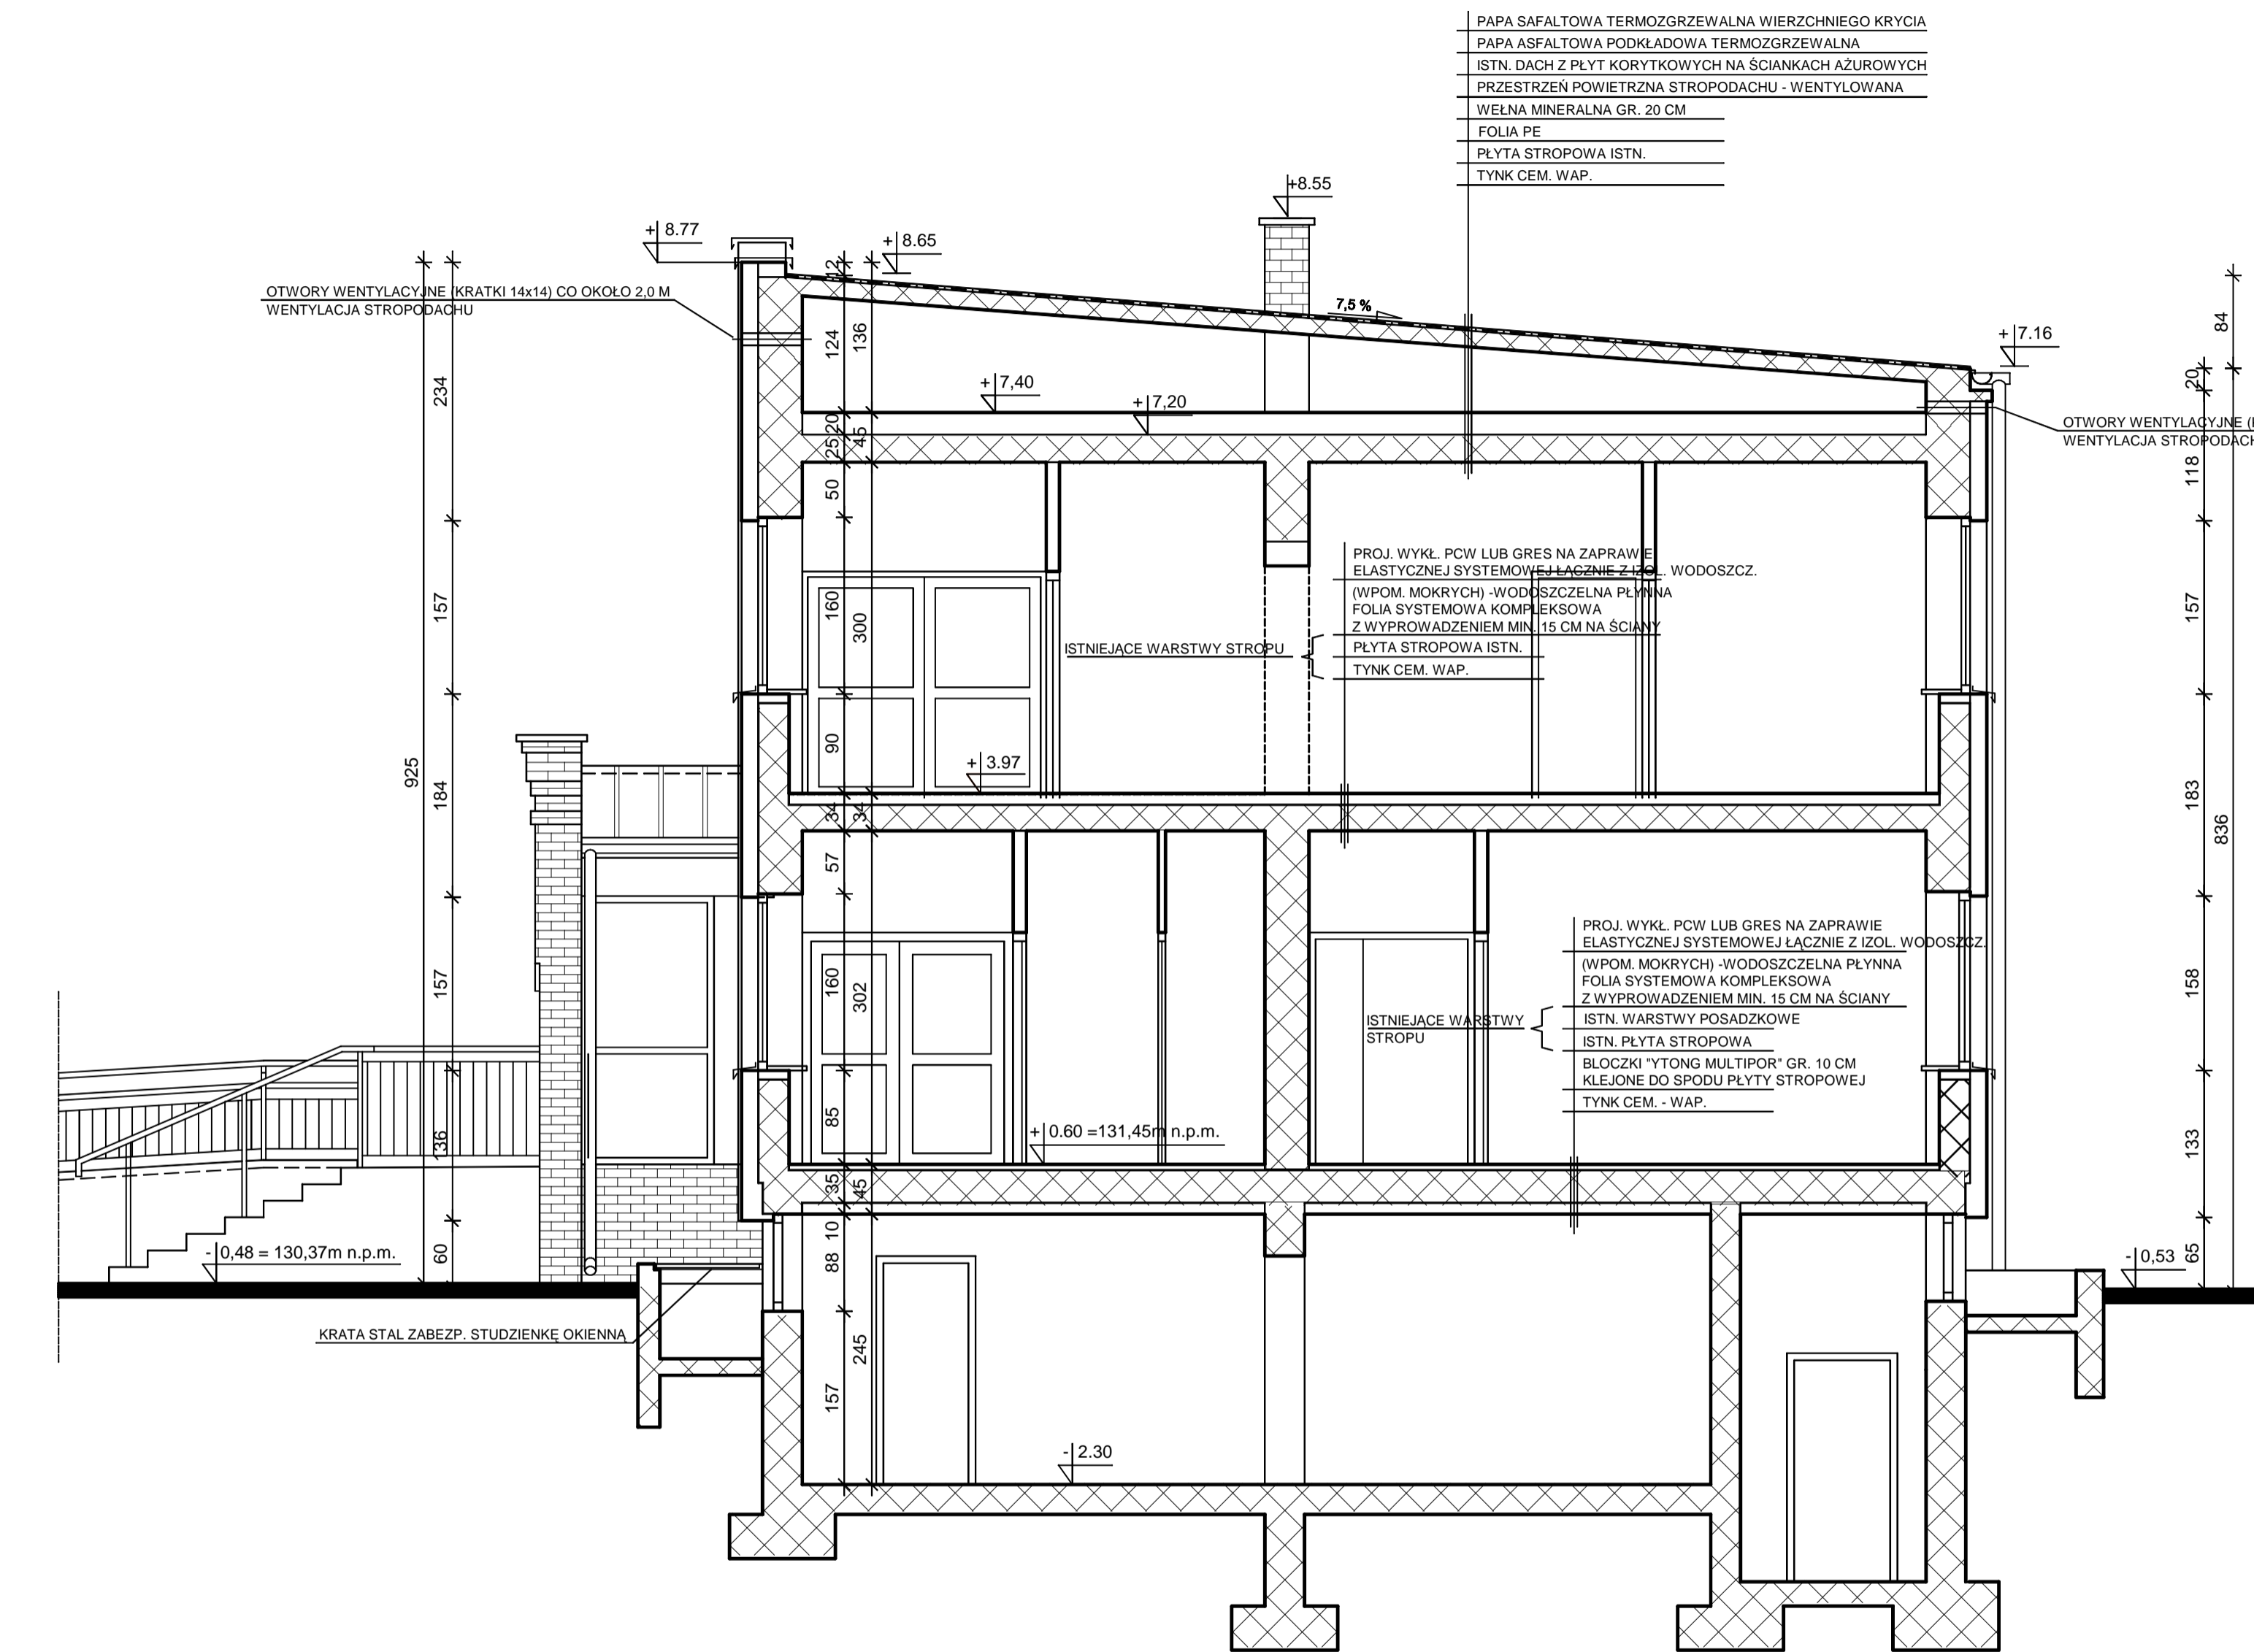 PAPA SAFALTOWA TERMOZGRZEWALNA WIERZCHNIEGO KRYCIA
PAPA ASFALTOWA PODKŁADOWA TERMOZGRZEWALNA
ISTN. DACH Z PŁYT KORYTKOWYCH NA ŚCIANKACH AŻUROWYCH
PRZESTRZEŃ POWIETRZNA STROPODACHU - WENTYLOWANA
WEŁNA MINERALNA GR. 20 CM
FOLIA PE
PŁYTA STROPOWA ISTN.
TYNK CEM. WAP.
+8.55
+ 8.77
+ 8.65
OTWORY WENTYLACYJNE (KRATKI 14x14) CO OKOŁO 2,0 M
WENTYLACJA STROPODACHU
7,5 %
+ 7.16
+ 7,40
+ 7,20
OTWORY WENTYLACYJNE (
WENTYLACJA STROPODACH
PROJ. WYKŁ. PCW LUB GRES NA ZAPRAWIE
ELASTYCZNEJ SYSTEMOWEJ ŁĄCZNIE Z IZOL. WODOSZCZ.
(WPOM. MOKRYCH) -WODOSZCZELNA PŁYNNA
FOLIA SYSTEMOWA KOMPLEKSOWA
Z WYPROWADZENIEM MIN. 15 CM NA ŚCIANY
ISTNIEJĄCE WARSTWY STROPU
PŁYTA STROPOWA ISTN.
TYNK CEM. WAP.
+ 3.97
PROJ. WYKŁ. PCW LUB GRES NA ZAPRAWIE
ELASTYCZNEJ SYSTEMOWEJ ŁĄCZNIE Z IZOL. WODOSZCZ.
(WPOM. MOKRYCH) -WODOSZCZELNA PŁYNNA
FOLIA SYSTEMOWA KOMPLEKSOWA
Z WYPROWADZENIEM MIN. 15 CM NA ŚCIANY
ISTNIEJĄCE WARSTWY
STROPU
ISTN. WARSTWY POSADZKOWE
ISTN. PŁYTA STROPOWA
BLOCZKI "YTONG MULTIPOR" GR. 10 CM
KLEJONE DO SPODU PŁYTY STROPOWEJ
TYNK CEM. - WAP.
+ 0.60 =131,45m n.p.m.
- 0,48 = 130,37m n.p.m.
- 0,53
KRATA STAL ZABEZP. STUDZIENKĘ OKIENNĄ
- 2.30
925
234
157
184
157
136
60
12
124
20
25
50
160
90
34
57
160
85
35
10
88
157
136
45
300
34
302
45
245
20
118
157
183
158
133
65
84
836